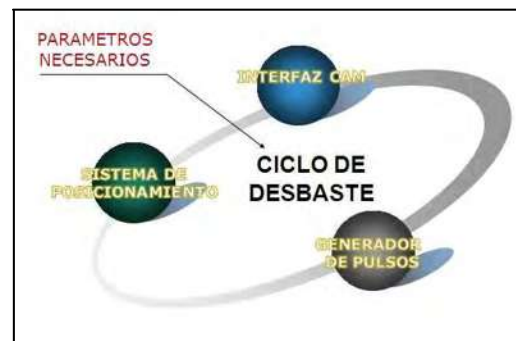 PARAMETROS
NECESARIOS
INTERFAZ CAM
CICLO DE
DESBASTE
SISTEMA DE
POSICIONAMIENTO
GENERADOR
DE PULSOS